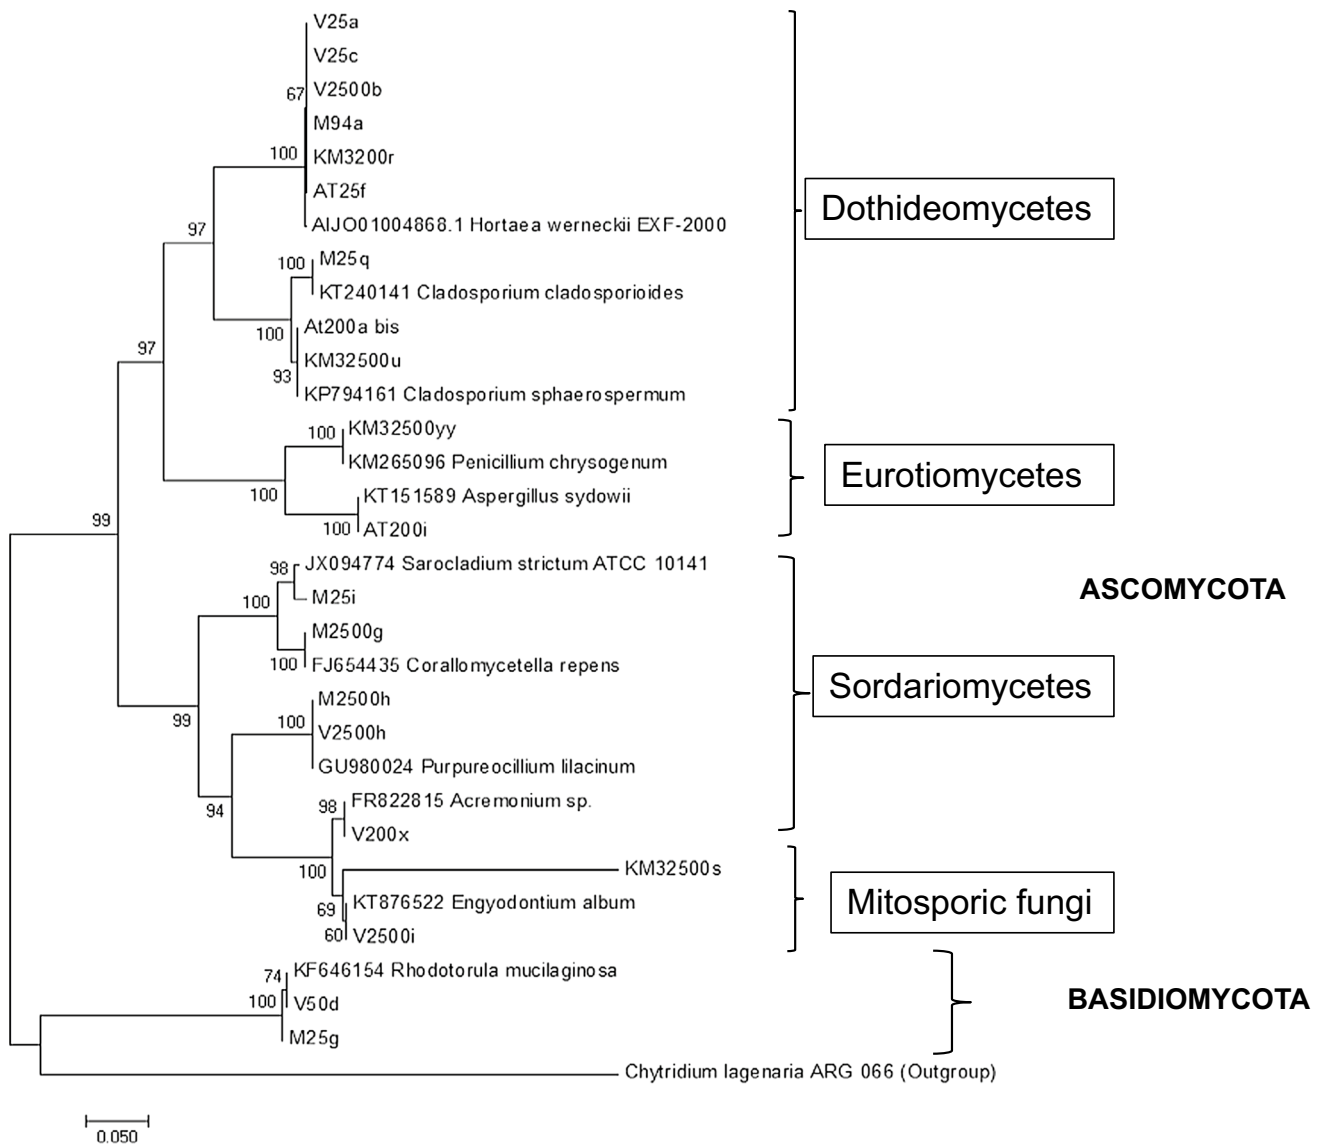 V25a
V25c
V2500b
67
M94a
100
KM3200r
AT25f
AIJO01004868.1 Hortaea werneckii EXF-2000
Dothideomycetes
97
M25q
100
KT240141 Cladosporium cladosporioides
At200a bis
100
KM32500u
97
93
KP794161 Cladosporium sphaerospermum
KM32500yy
100
KM265096 Penicillium chrysogenum
Eurotiomycetes
100
KT151589 Aspergillus sydowii
100
AT200i
99
JX094774 Sarocladium strictum ATCC 10141
98
M25i
ASCOMYCOTA
100
M2500g
100
FJ654435 Corallomycetella repens
Sordariomycetes
M2500h
99
100
V2500h
GU980024 Purpureocillium lilacinum
FR822815 Acremonium sp.
98
94
V200x
KM32500s
100
KT876522 Engyodontium album
Mitosporic fungi
69
60
V2500i
KF646154 Rhodotorula mucilaginosa
74
100
V50d
BASIDIOMYCOTA
M25g
Chytridium lagenaria ARG 066 (Outgroup)
0.050